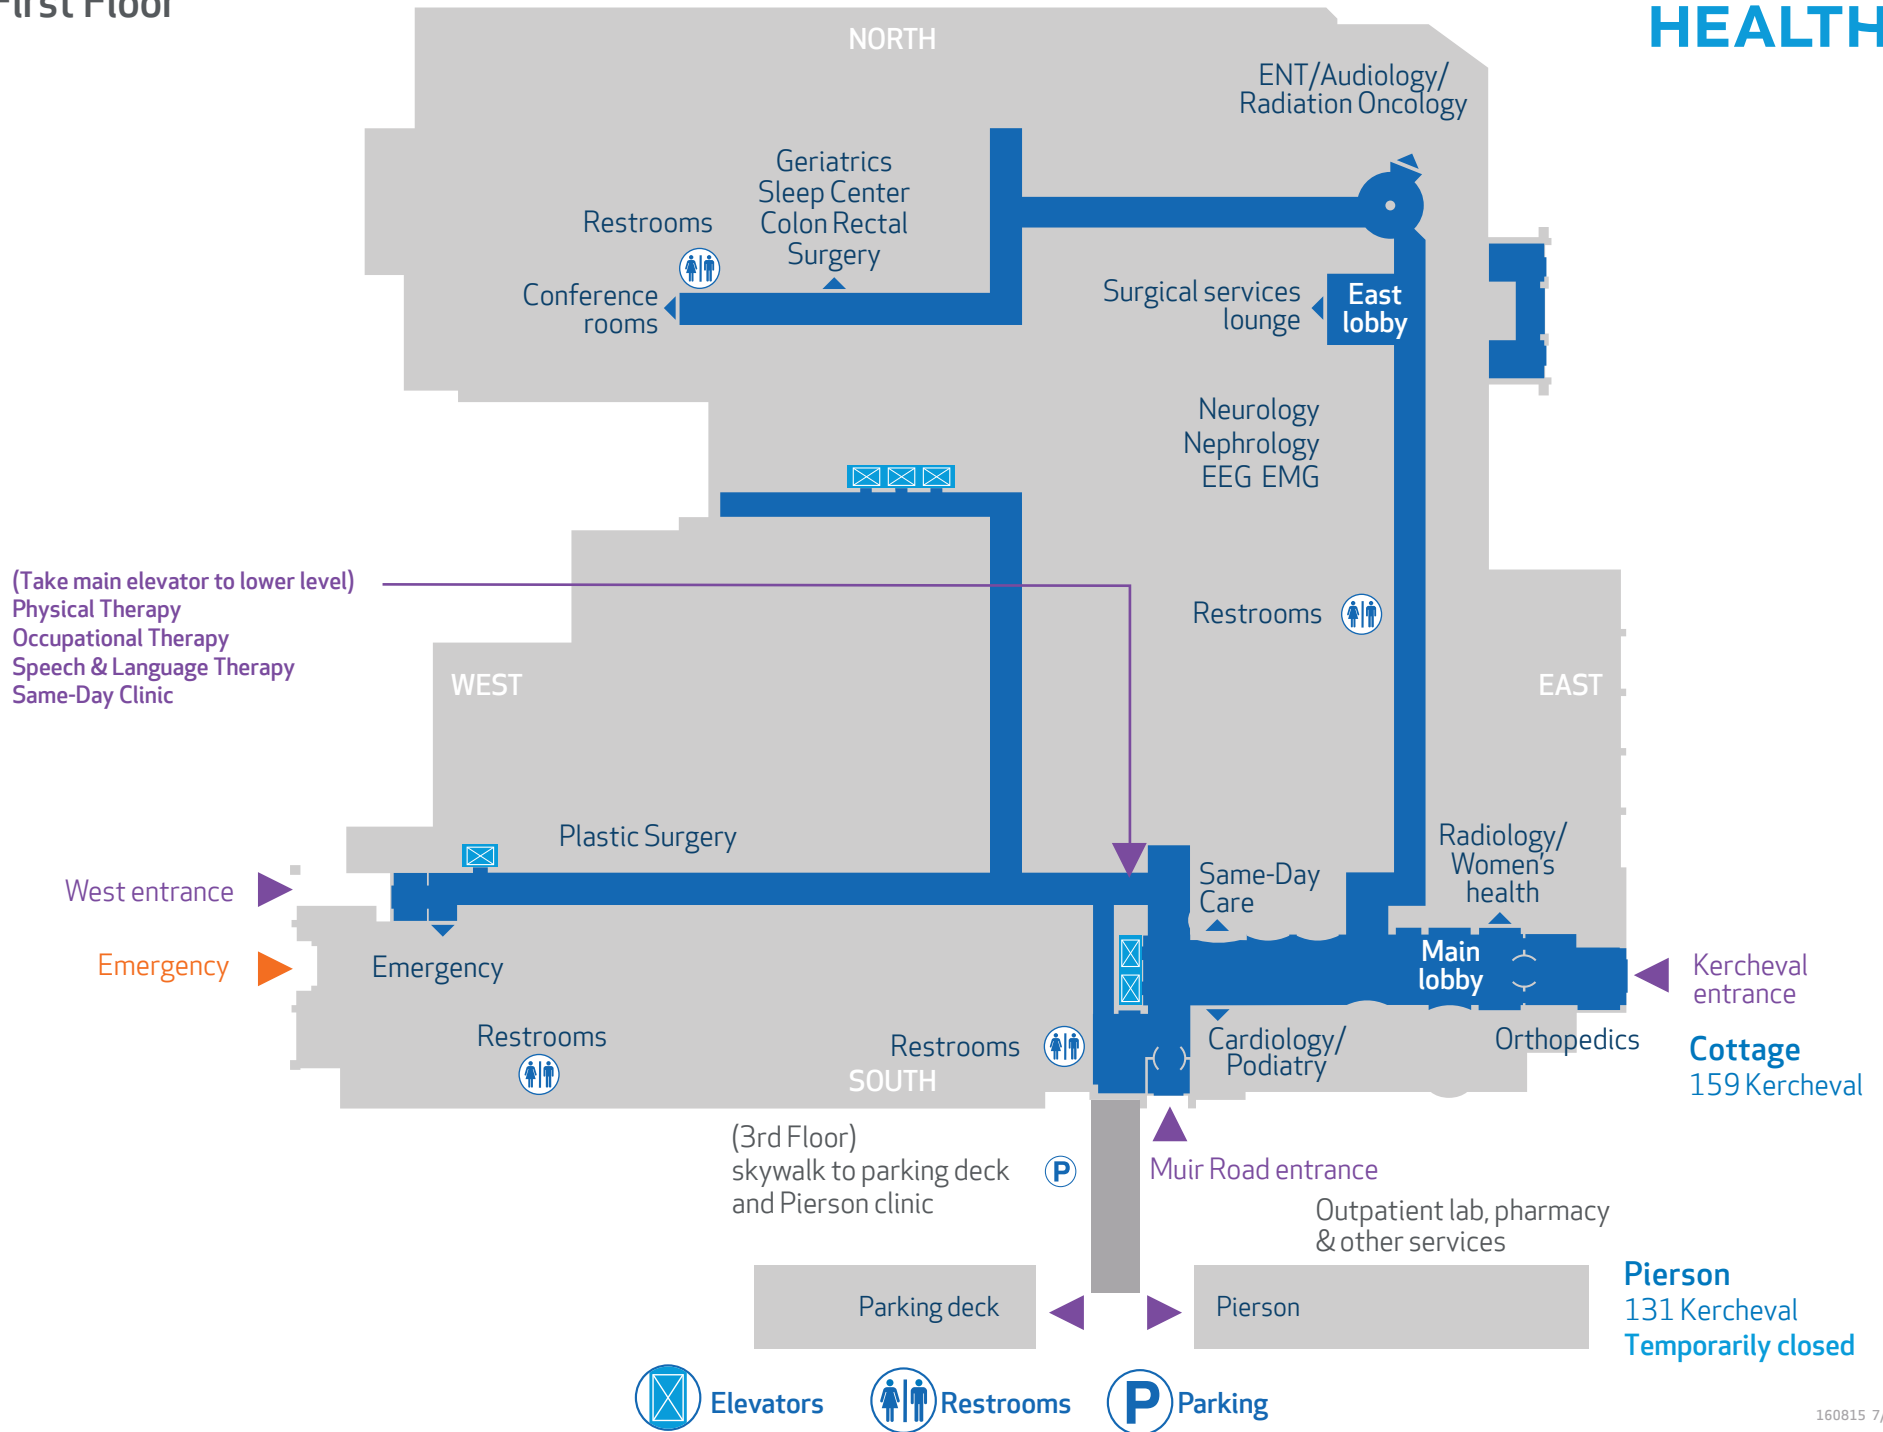 First Floor
HEALTH
NORTH
ENT/Audiology/
Radiation Oncology
Geriatrics
Sleep Center
Colon Rectal
Surgery
Restrooms
Conference
rooms
Surgical services
lounge
East
lobby
Neurology
Nephrology
EEG EMG
(Take main elevator to lower level)
Physical Therapy
Occupational Therapy
Speech & Language Therapy
Same-Day Clinic
Restrooms
WEST
EAST
Plastic Surgery
Radiology/
Women's
health
Same-Day
Care
West entrance
Emergency
Emergency
Main
lobby
Kercheval
entrance
Restrooms
Restrooms
Cardiology/
Podiatry
Orthopedics
Cottage
159 Kercheval
SOUTH
(3rd Floor)
skywalk to parking deck
and Pierson clinic
P
Muir Road entrance
Outpatient lab, pharmacy
& other services
Parking deck
Pierson
Pierson
131 Kercheval
Temporarily closed
Elevators
Restrooms
P Parking
160815 7/